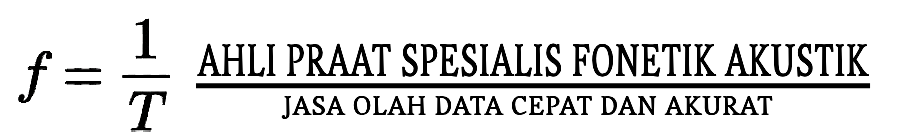 f = 1/T
AHLI PRAAT SPESIALIS FONETIK AKUSTIK
JASA OLAH DATA CEPAT DAN AKURAT